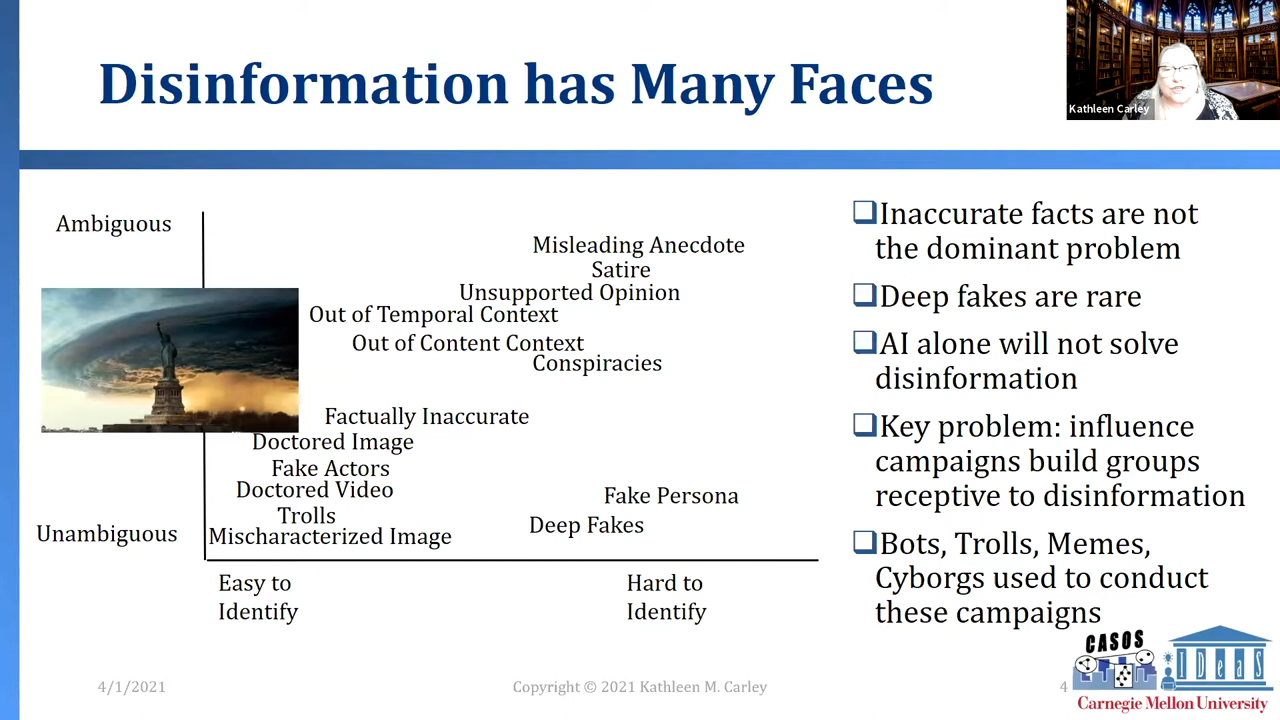 Disinformation has Many Faces
Kathleen Carley
Ambiguous
Misleading Anecdote
Satire
Unsupported Opinion
Out of Temporal Context
Out of Content Context
Conspiracies
Factually Inaccurate
Doctored Image
Fake Actors
Doctored Video
Fake Persona
Trolls
Deep Fakes
Unambiguous
Mischaracterized Image
Easy to
Identify
Hard to
Identify
Inaccurate facts are not
the dominant problem
Deep fakes are rare
AI alone will not solve
disinformation
Key problem: influence
campaigns build groups
receptive to disinformation
Bots, Trolls, Memes,
Cyborgs used to conduct
these campaigns
CASOS
IDeaS
Carnegie Mellon University
4/1/2021
Copyright © 2021 Kathleen M. Carley
4